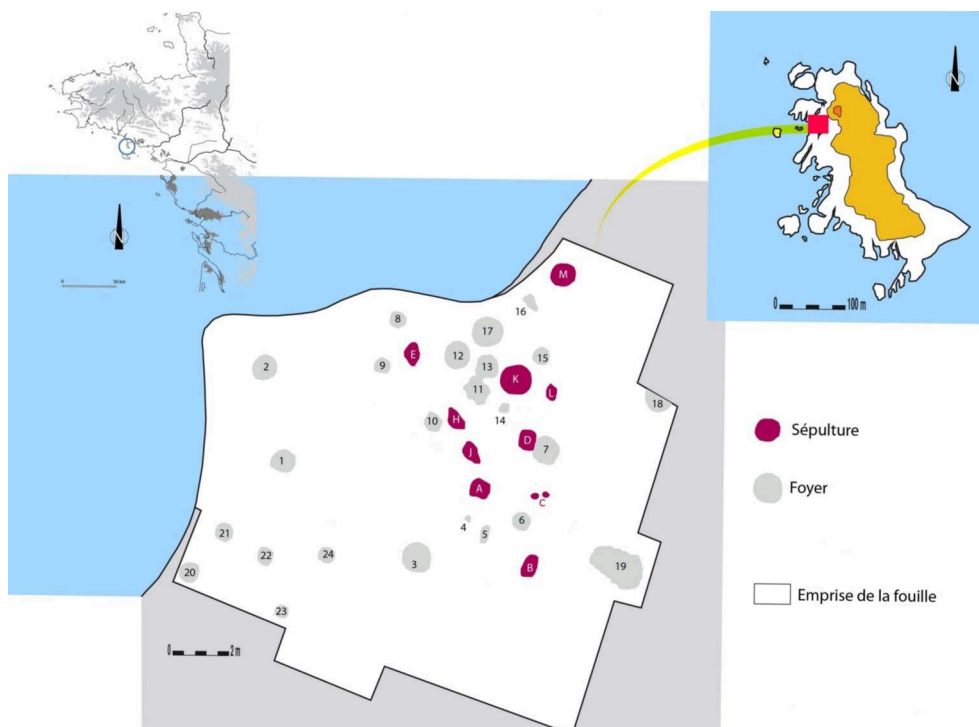 N
0 50 km
N
0 100 m
M
16
8
17
E
12
15
2
9
13
K
11
L
18
14
10
H
D
7
J
1
A
C
4
6
21
5
22
24
3
B
19
20
23
0 2 m
Sépulture
Foyer
Emprise de la fouille